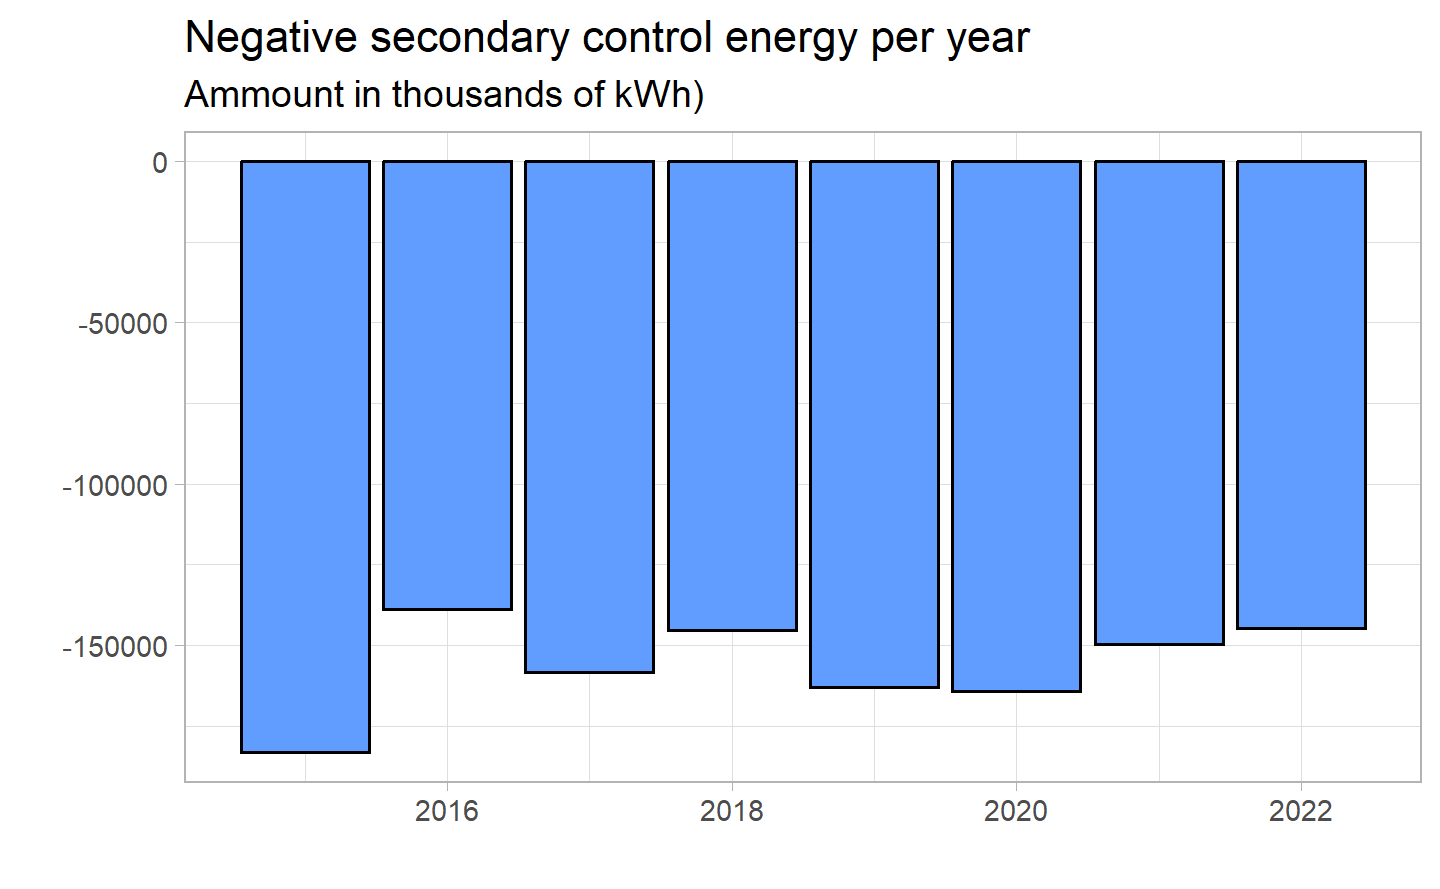 Negative secondary control energy per year
Ammount in thousands of kWh)
0
-50000
-100000
-150000
2016 2018 2020 2022